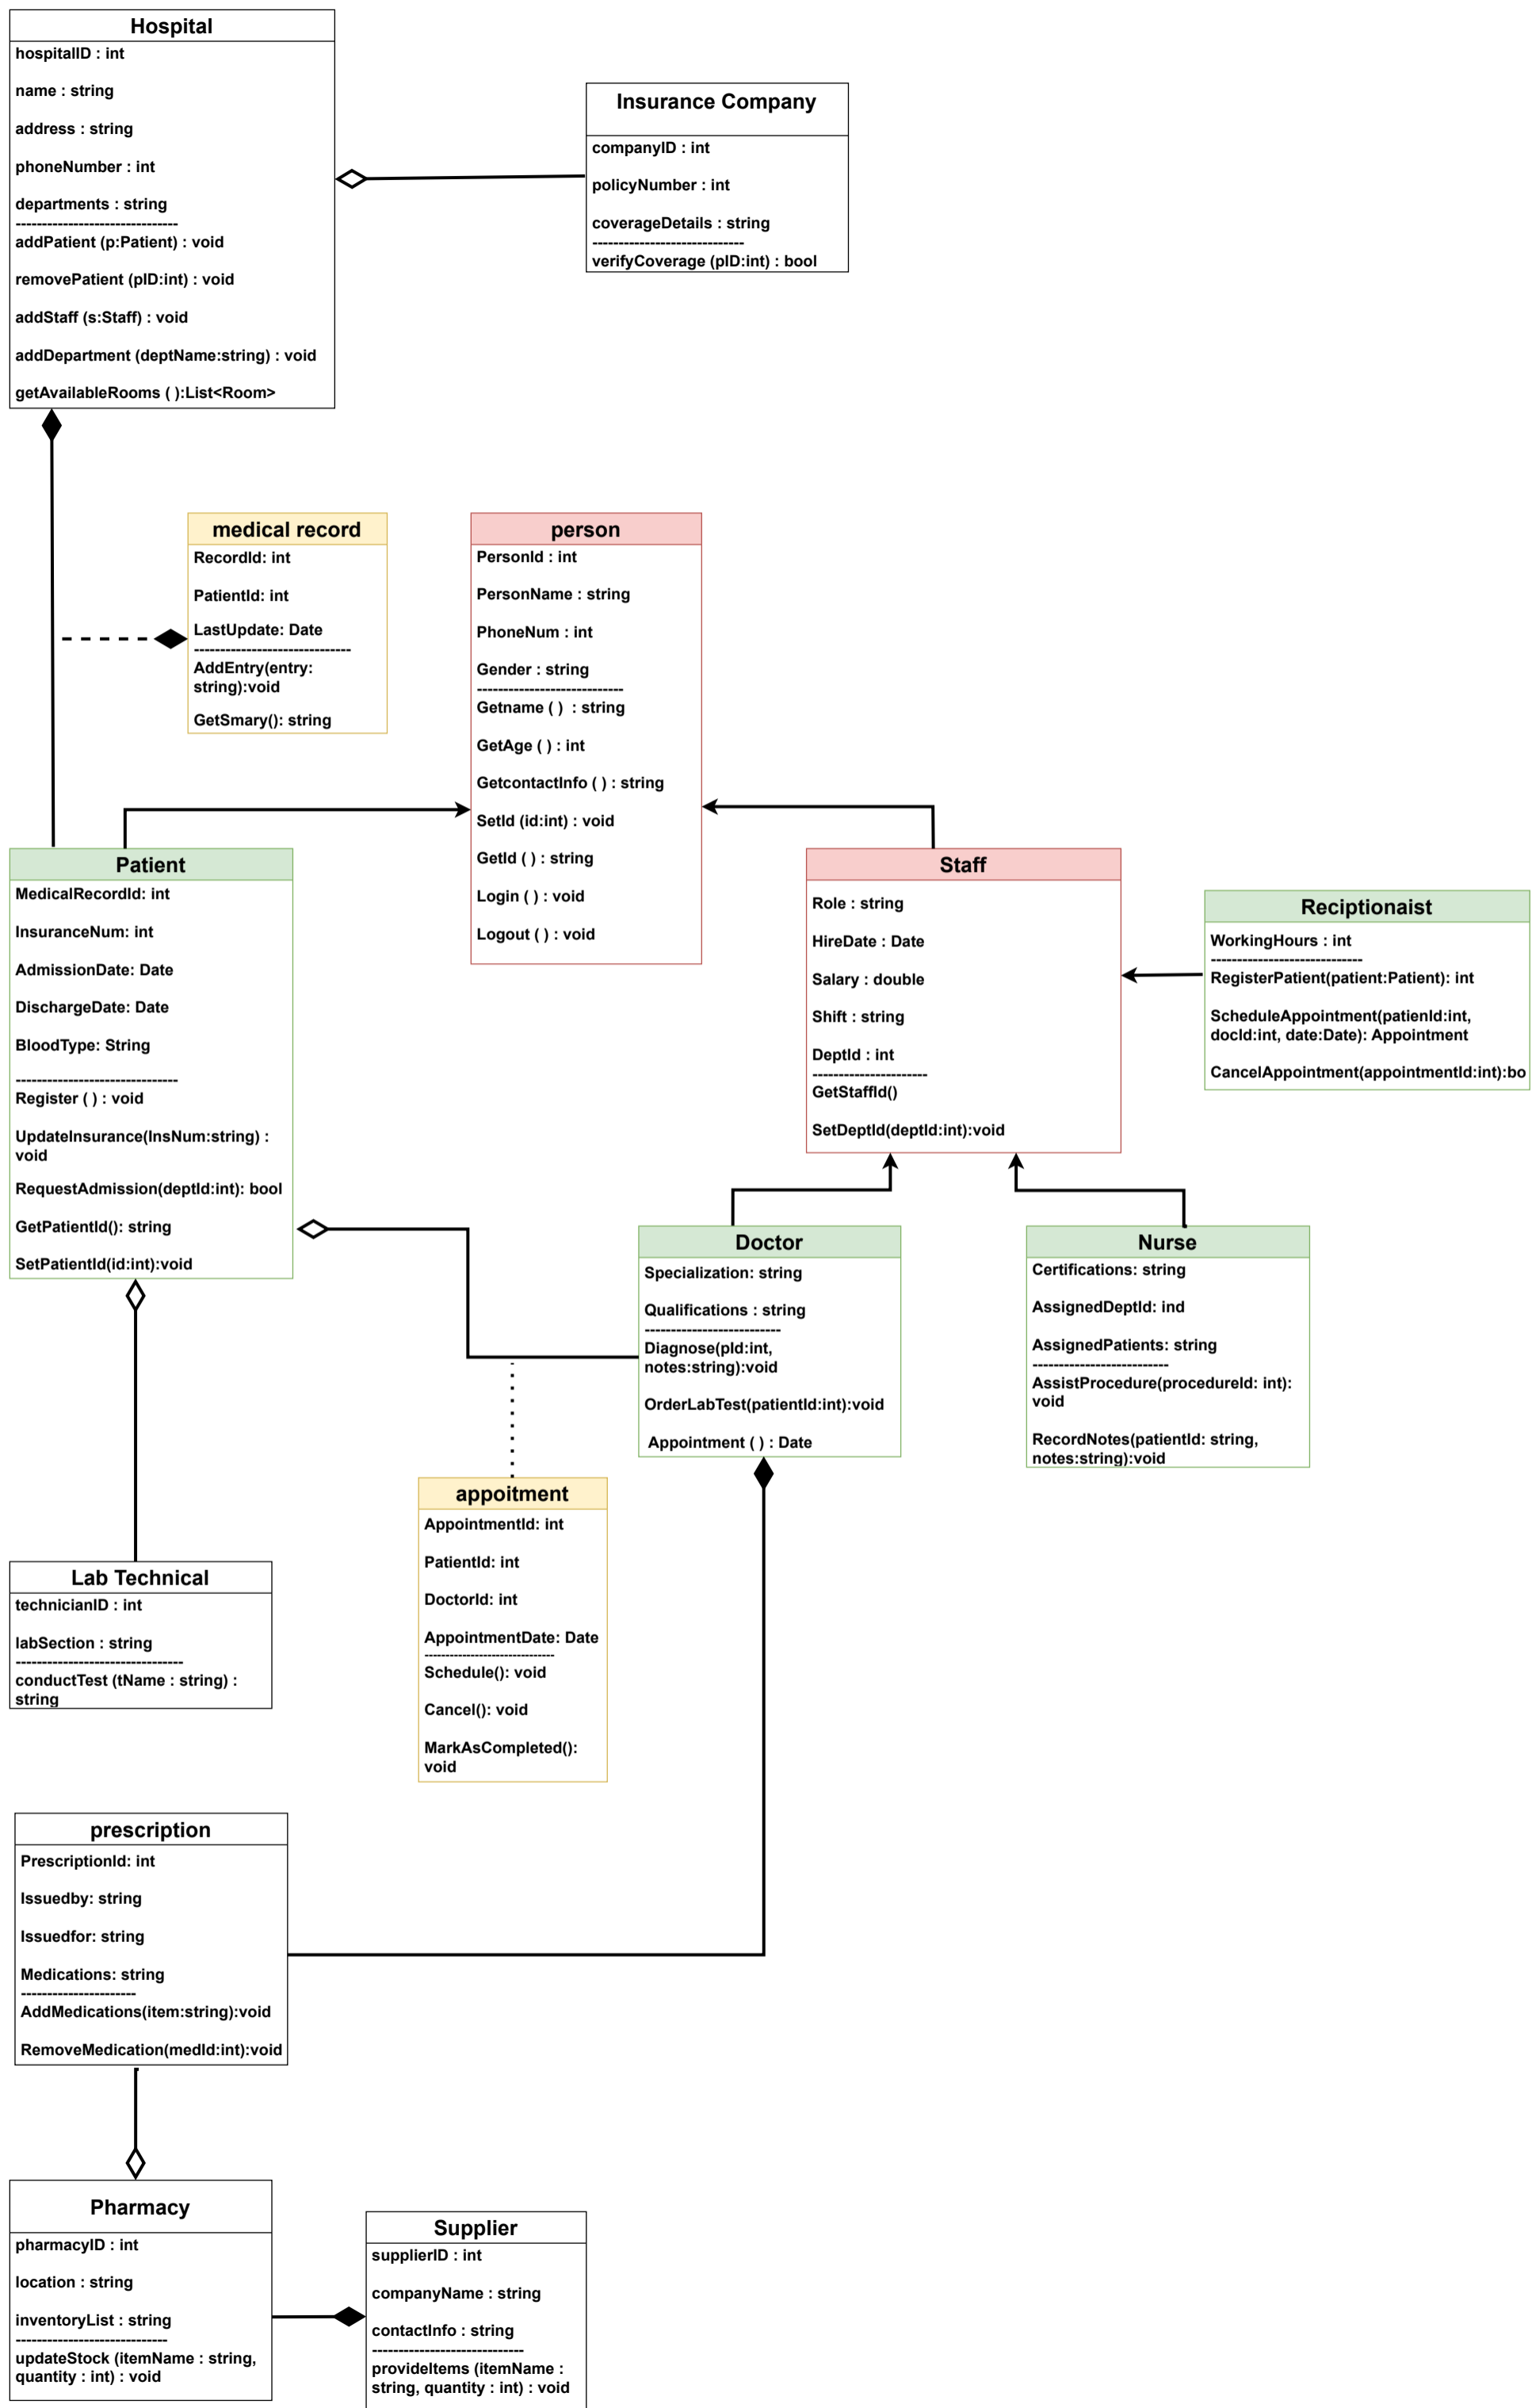 Hospital
hospitalID : int
name : string
address : string
phoneNumber : int
departments : string
-------------------------------
addPatient (p:Patient) : void
removePatient (pID:int) : void
addStaff (s:Staff) : void
addDepartment (deptName:string) : void
getAvailableRooms ( ):List<Room>
Insurance Company
companyID : int
policyNumber : int
coverageDetails : string
-----------------------------
verifyCoverage (pID:int) : bool
medical record
RecordId: int
PatientId: int
LastUpdate: Date
------------------------------
AddEntry(entry:
string):void
GetSmary(): string
person
PersonId : int
PersonName : string
PhoneNum : int
Gender : string
----------------------------
Getname ( )  : string
GetAge ( ) : int
GetcontactInfo ( ) : string
SetId (id:int) : void
GetId ( ) : string
Login ( ) : void
Logout ( ) : void
Patient
MedicalRecordId: int
InsuranceNum: int
AdmissionDate: Date
DischargeDate: Date
BloodType: String
-------------------------------
Register ( ) : void
UpdateInsurance(InsNum:string) :
void
RequestAdmission(deptId:int): bool
GetPatientId(): string
SetPatientId(id:int):void
Staff
Role : string
HireDate : Date
Salary : double
Shift : string
DeptId : int
----------------------
GetStaffId()
SetDeptId(deptId:int):void
Reciptionaist
WorkingHours : int
-----------------------------
RegisterPatient(patient:Patient): int
ScheduleAppointment(patienId:int,
docId:int, date:Date): Appointment
CancelAppointment(appointmentId:int):bo
Doctor
Specialization: string
Qualifications : string
--------------------------
Diagnose(pId:int,
notes:string):void
OrderLabTest(patientId:int):void
Appointment ( ) : Date
Nurse
Certifications: string
AssignedDeptId: ind
AssignedPatients: string
--------------------------
AssistProcedure(procedureId: int):
void
RecordNotes(patientId: string,
notes:string):void
appoitment
AppointmentId: int
PatientId: int
DoctorId: int
AppointmentDate: Date
-------------------------------
Schedule(): void
Cancel(): void
MarkAsCompleted():
void
Lab Technical
technicianID : int
labSection : string
--------------------------------
conductTest (tName : string) :
string
prescription
PrescriptionId: int
Issuedby: string
Issuedfor: string
Medications: string
----------------------
AddMedications(item:string):void
RemoveMedication(medId:int):void
Pharmacy
pharmacyID : int
location : string
inventoryList : string
-----------------------------
updateStock (itemName : string,
quantity : int) : void
Supplier
supplierID : int
companyName : string
contactInfo : string
-----------------------------
provideItems (itemName :
string, quantity : int) : void